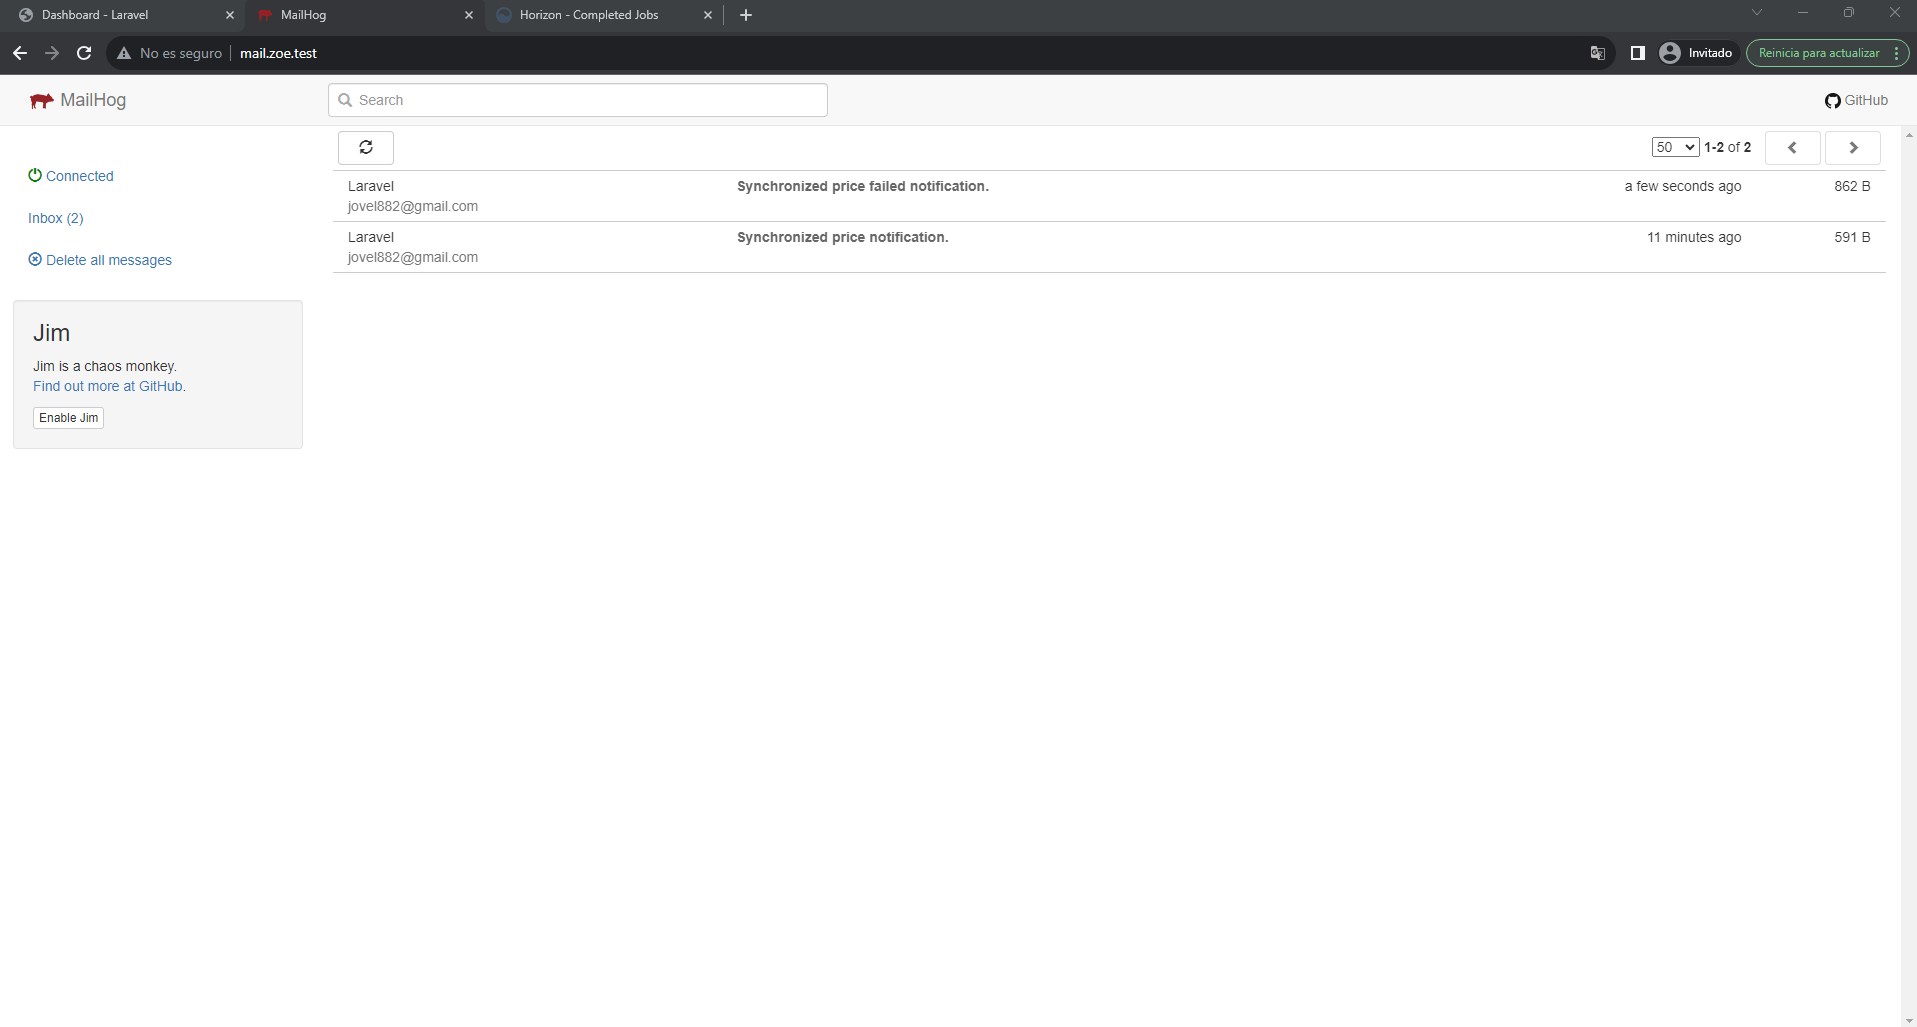 Dashboard - Laravel
MailHog
Horizon - Completed Jobs
No es seguro
mail.zoe.test
Invitado
Reinicia para actualizar
MailHog
Search
GitHub
50
1-2 of 2
Connected
Inbox (2)
Delete all messages
Laravel
jovel882@gmail.com
Synchronized price failed notification.
a few seconds ago
862 B
Laravel
jovel882@gmail.com
Synchronized price notification.
11 minutes ago
591 B
Jim
Jim is a chaos monkey.
Find out more at GitHub.
Enable Jim